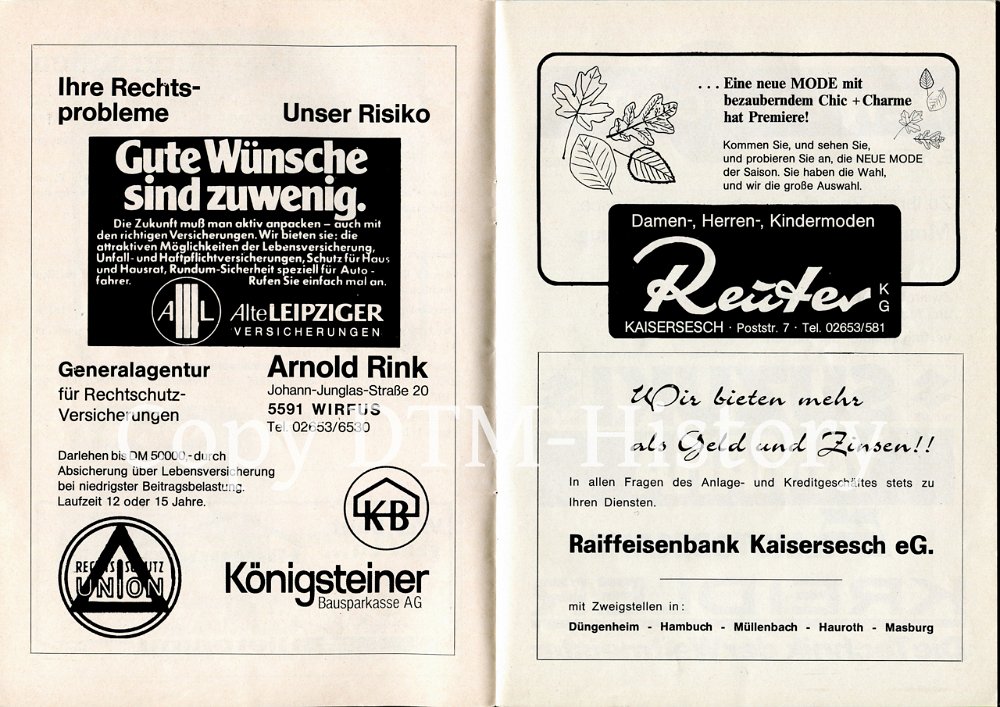 Ihre Rechts-
probleme
Unser Risiko
Gute Wünsche
sind zuwenig.
Die Zukunft muß man aktiv anpacken – auch mit
den richtigen Versicherungen. Wir bieten sie: die
attraktiven Möglichkeiten der Lebensversicherung,
Unfall- und Haftpflichtversicherungen, Schutz für Haus
und Hausrat, Rundum-Sicherheit speziell für Auto-
fahrer. Rufen Sie einfach mal an.
AL
Alte LEIPZIGER
VERSICHERUNGEN
Generalagentur
für Rechtschutz-
Versicherungen
Arnold Rink
Johann-Junglas-Straße 20
5591 WIRFUS
Tel. 02653/6530
Darlehen bis DM 50000,- durch
Absicherung über Lebensversicherung
bei niedrigster Beitragsbelastung.
Laufzeit 12 oder 15 Jahre.
KB
RECHTSSCHUTZ
UNION
Königsteiner
Bausparkasse AG
... Eine neue MODE mit
bezauberndem Chic + Charme
hat Premiere!
Kommen Sie, und sehen Sie,
und probieren Sie an, die NEUE MODE
der Saison. Sie haben die Wahl,
und wir die große Auswahl.
Damen-, Herren-, Kindermoden
Reuter KG
KAISERSESCH · Poststr. 7 · Tel. 02653/581
Wir bieten mehr
als Geld und Zinsen!!
In allen Fragen des Anlage- und Kreditgeschäftes stets zu
Ihren Diensten.
Raiffeisenbank Kaisersesch eG.
mit Zweigstellen in:
Düngenheim - Hambuch - Müllenbach - Hauroth - Masburg
Copy DTM-History